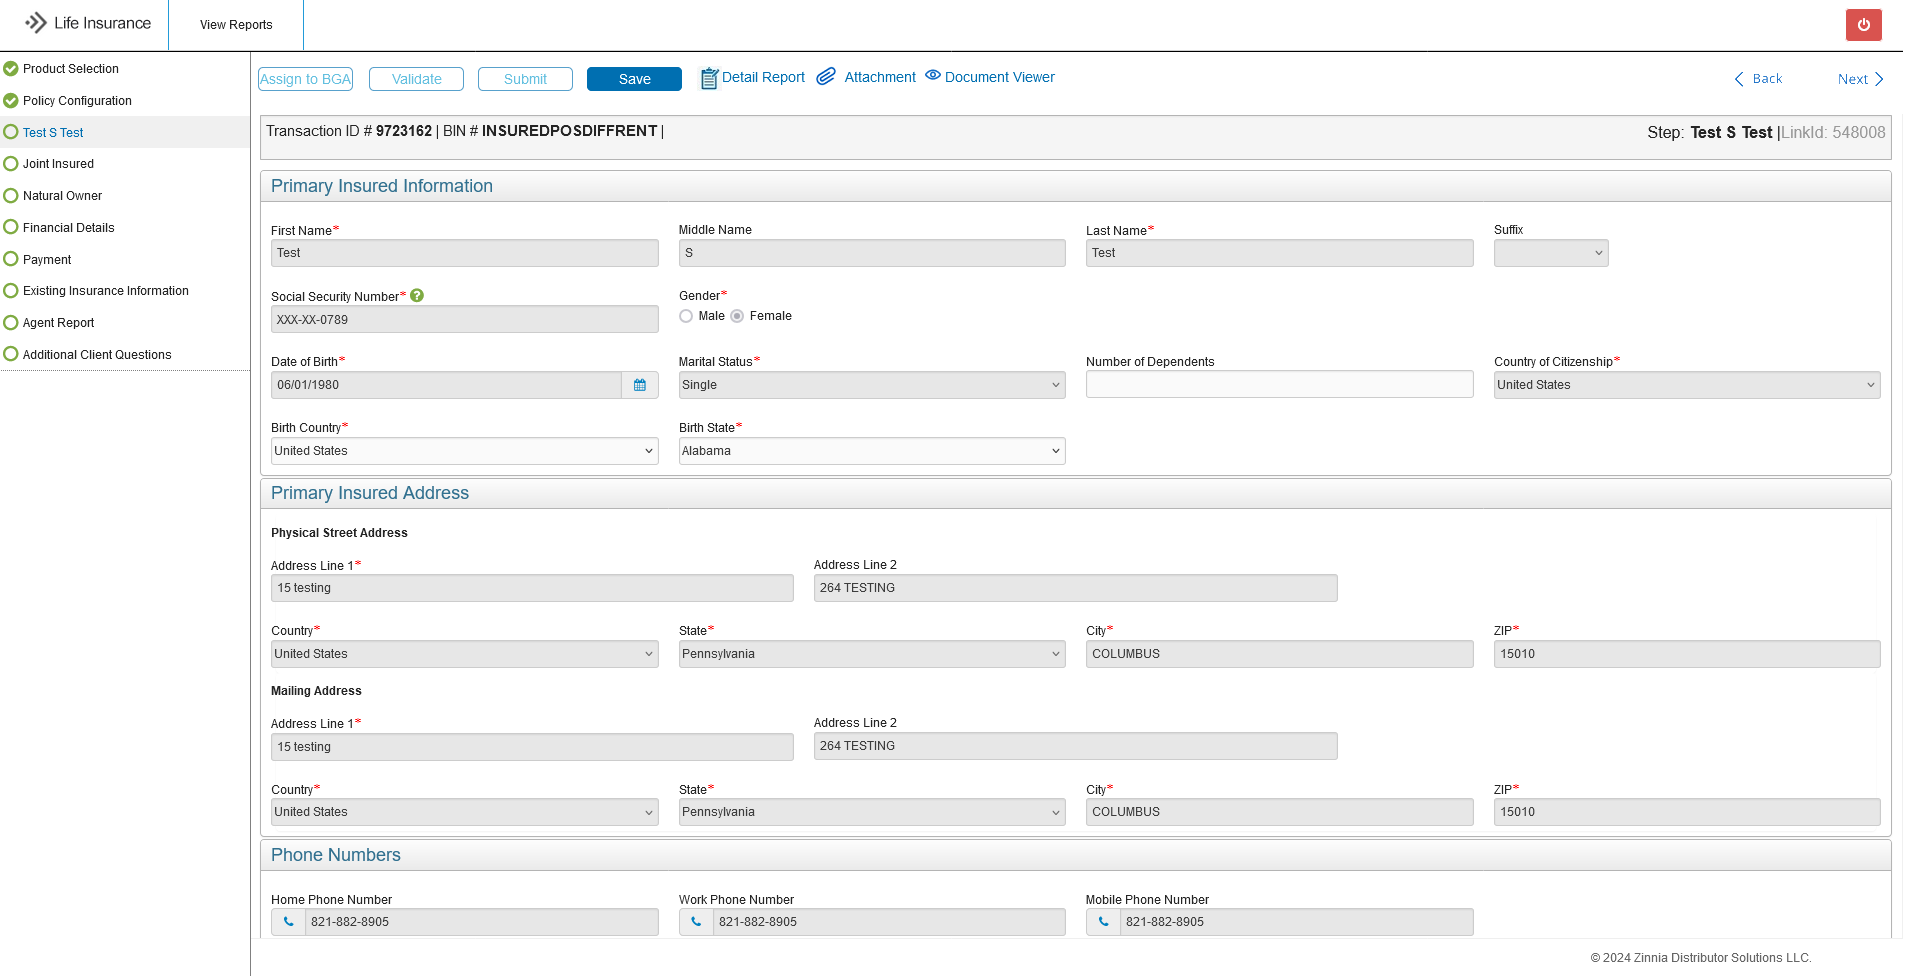 Life Insurance
View Reports
Product Selection
Policy Configuration
Test S Test
Joint Insured
Natural Owner
Financial Details
Payment
Existing Insurance Information
Agent Report
Additional Client Questions
Assign to BGA Validate Submit Save Detail Report Attachment Document Viewer Back Next
Transaction ID # 9723162 | BIN # INSUREDPOSDIFFRENT |
Step: Test S Test |LinkId: 548008
Primary Insured Information
First Name* Middle Name Last Name* Suffix
Test S Test
Social Security Number* ? Gender*
XXX-XX-0789 Male Female
Date of Birth* Marital Status* Number of Dependents Country of Citizenship*
06/01/1980 Single United States
Birth Country* Birth State*
United States Alabama
Primary Insured Address
Physical Street Address
Address Line 1* Address Line 2
15 testing 264 TESTING
Country* State* City* ZIP*
United States Pennsylvania COLUMBUS 15010
Mailing Address
Address Line 1* Address Line 2
15 testing 264 TESTING
Country* State* City* ZIP*
United States Pennsylvania COLUMBUS 15010
Phone Numbers
Home Phone Number Work Phone Number Mobile Phone Number
821-882-8905 821-882-8905 821-882-8905
© 2024 Zinnia Distributor Solutions LLC.